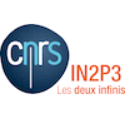 cnrs
IN2P3
Les deux infinis